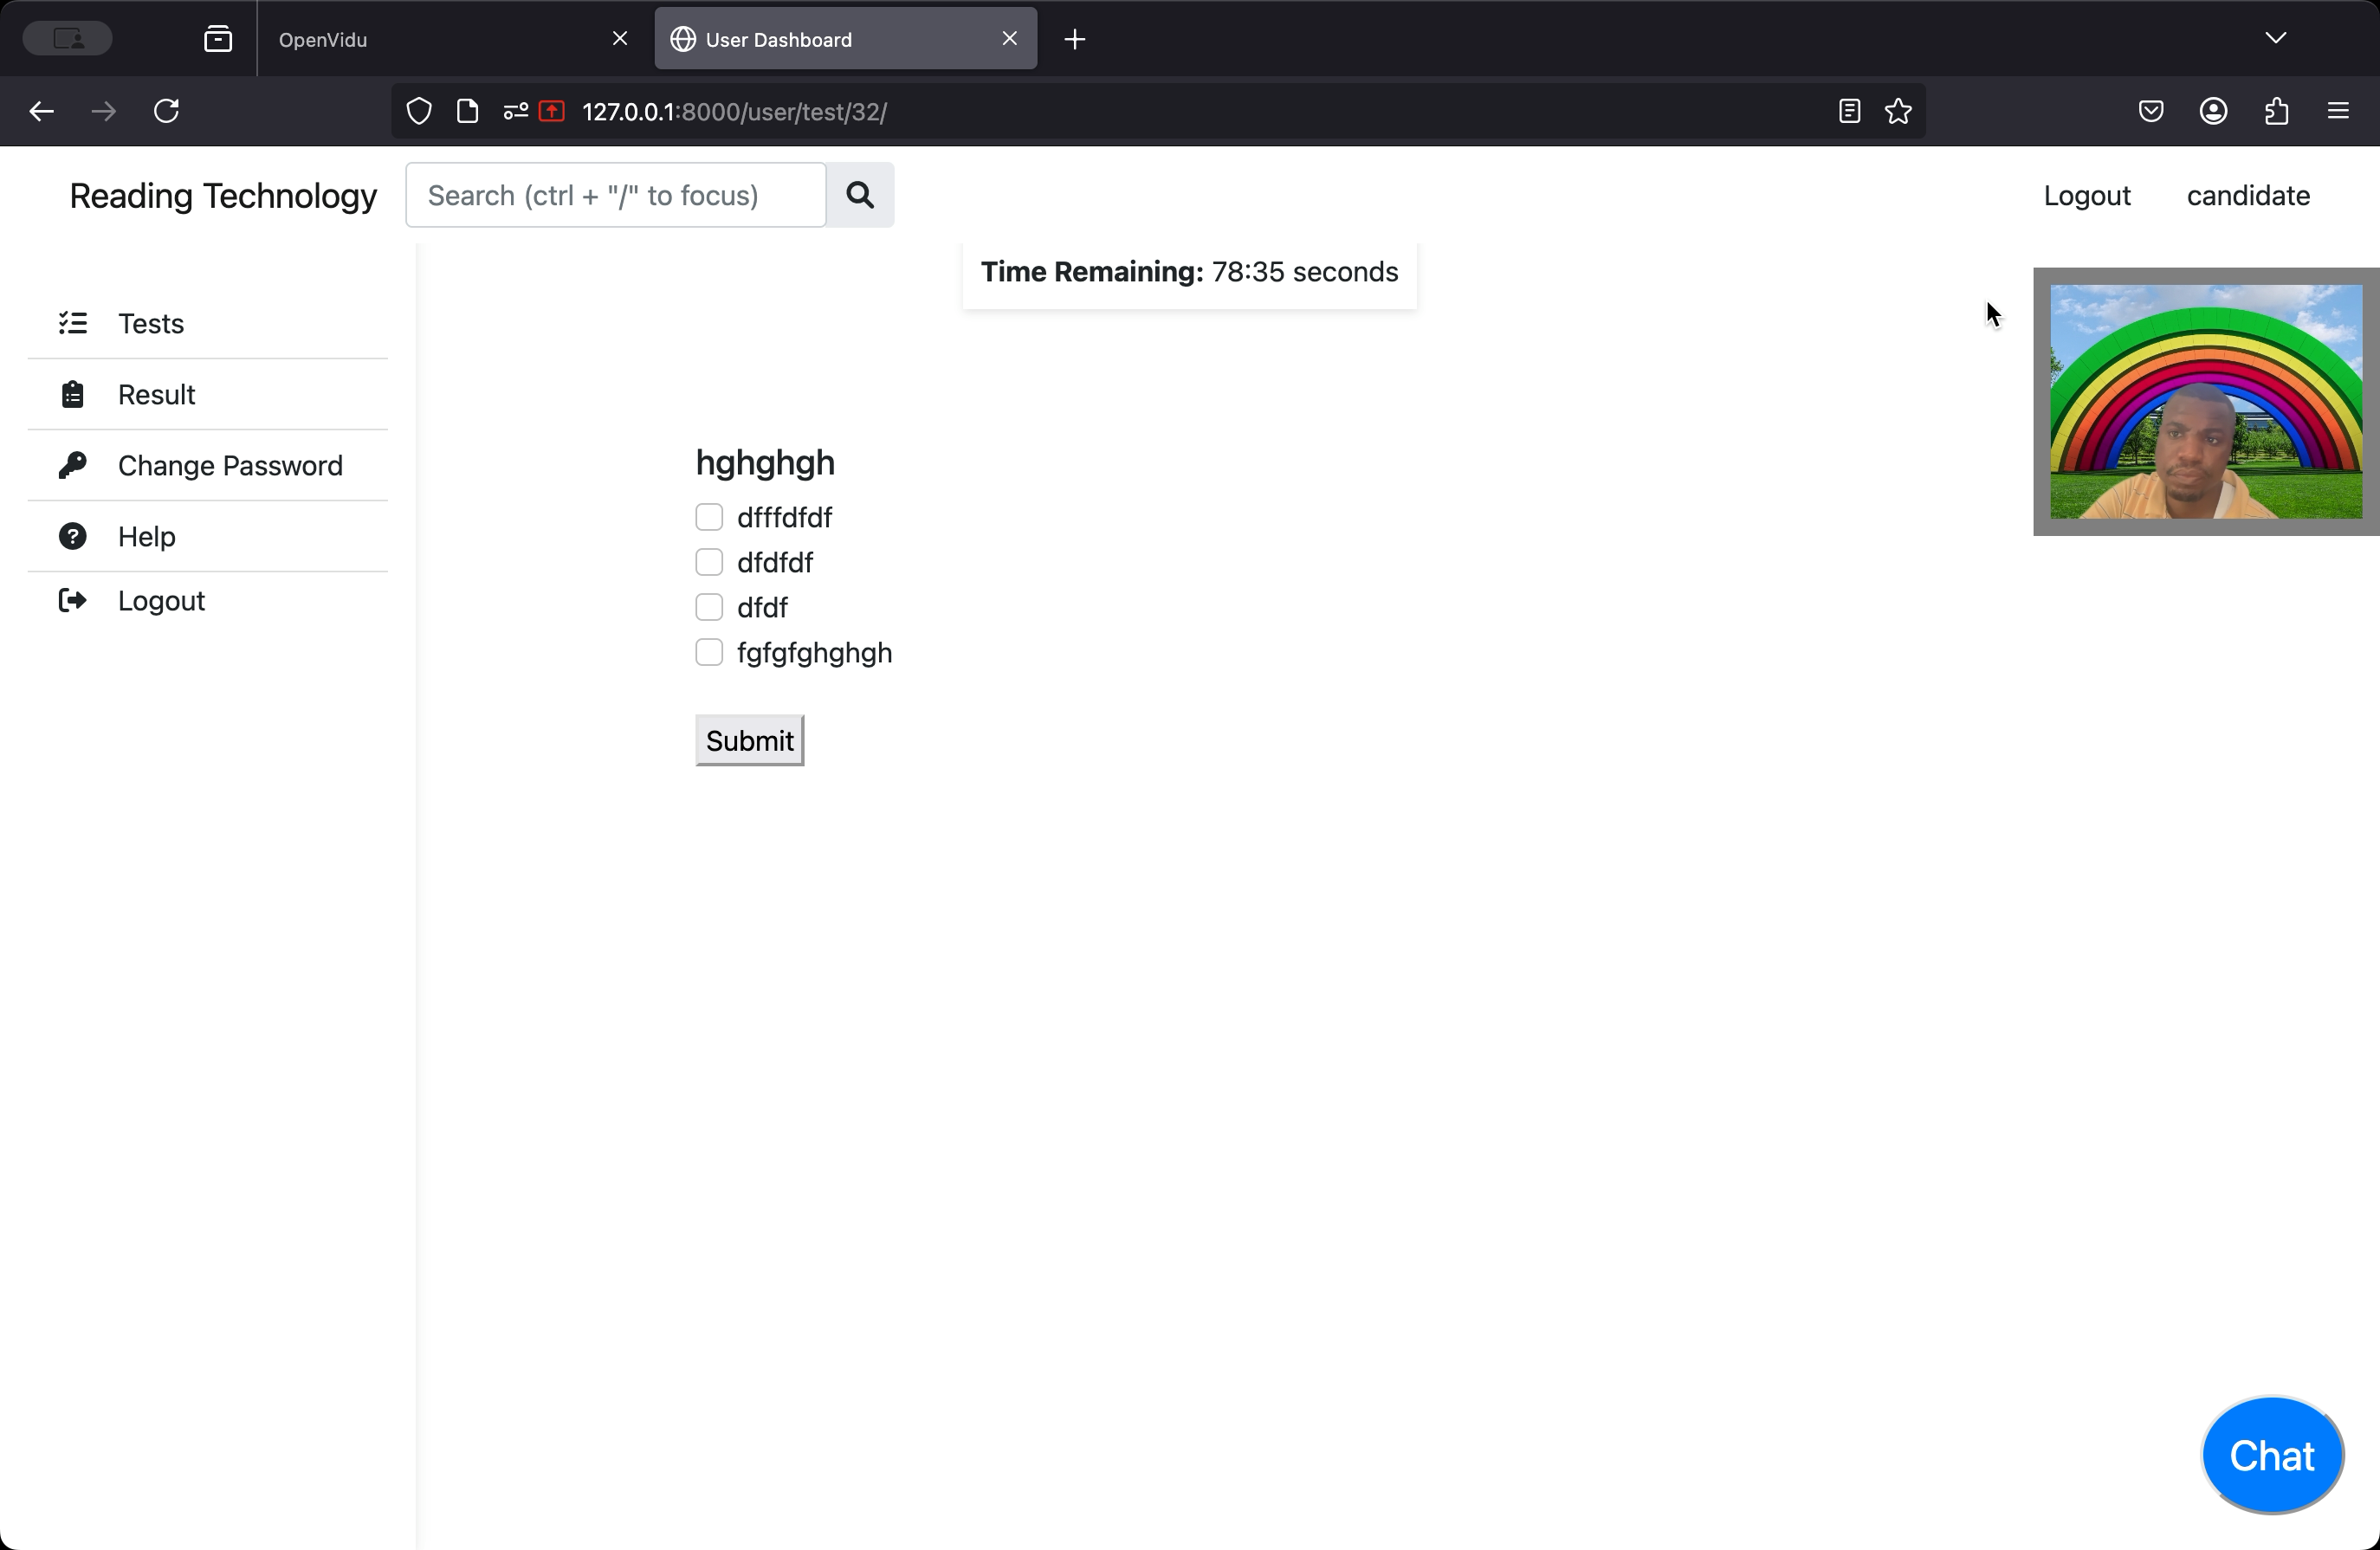 OpenVidu
User Dashboard
127.0.0.1:8000/user/test/32/
Reading Technology
Search (ctrl + "/" to focus)
Logout
candidate
Time Remaining: 78:35 seconds
Tests
Result
Change Password
Help
Logout
hghghgh
dfffdfdf
dfdfdf
dfdf
fgfgfghghgh
Submit
Chat